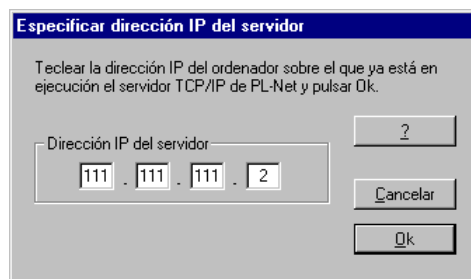 Especificar dirección IP del servidor
Teclear la dirección IP del ordenador sobre el que ya está en
ejecución el servidor TCP/IP de PL-Net y pulsar Ok.
Dirección IP del servidor
111 . 111 . 111 . 2
?
Cancelar
Ok